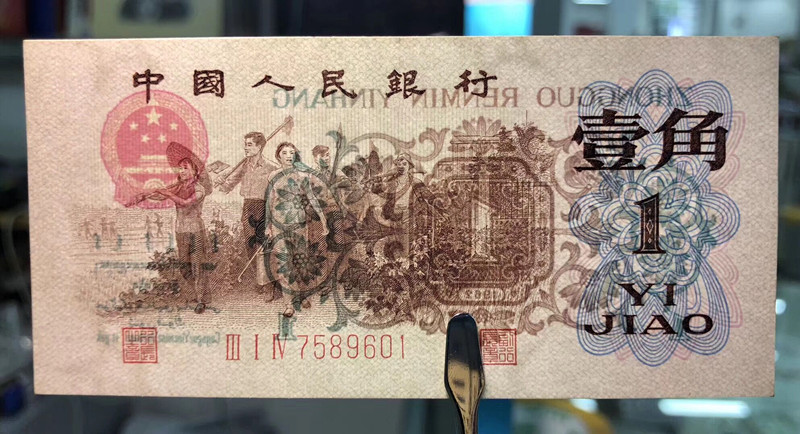 中國人民銀行
ZHONGGUO RENMIN YINHANG
壹角
1
YI
JIAO
III I IV 7589601